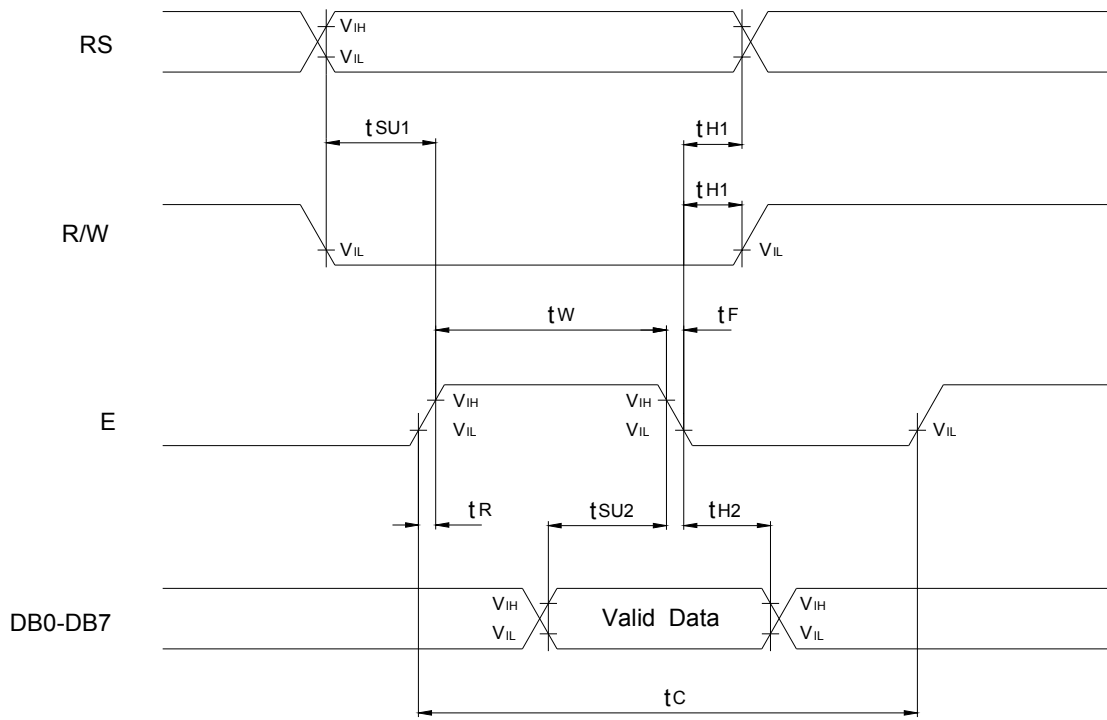 RS
VIH
VIL
tSU1
tH1
tH1
R/W
VIL
VIL
tW
tF
E
VIH
VIH
VIL
VIL
VIL
tR
tSU2
tH2
DB0-DB7
VIH
Valid Data
VIH
VIL
VIL
tC